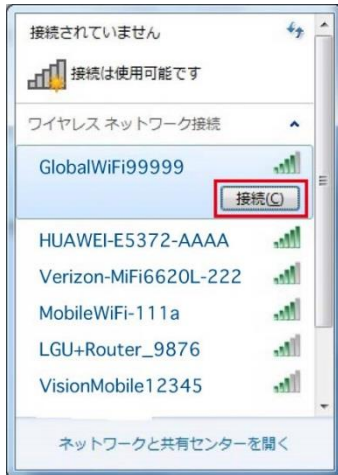 接続されていません
接続は使用可能です
ワイヤレス ネットワーク接続
GlobalWiFi99999
接続(C)
HUAWEI-E5372-AAAA
Verizon-MiFi6620L-222
MobileWiFi-111a
LGU+Router_9876
VisionMobile12345
ネットワークと共有センターを開く